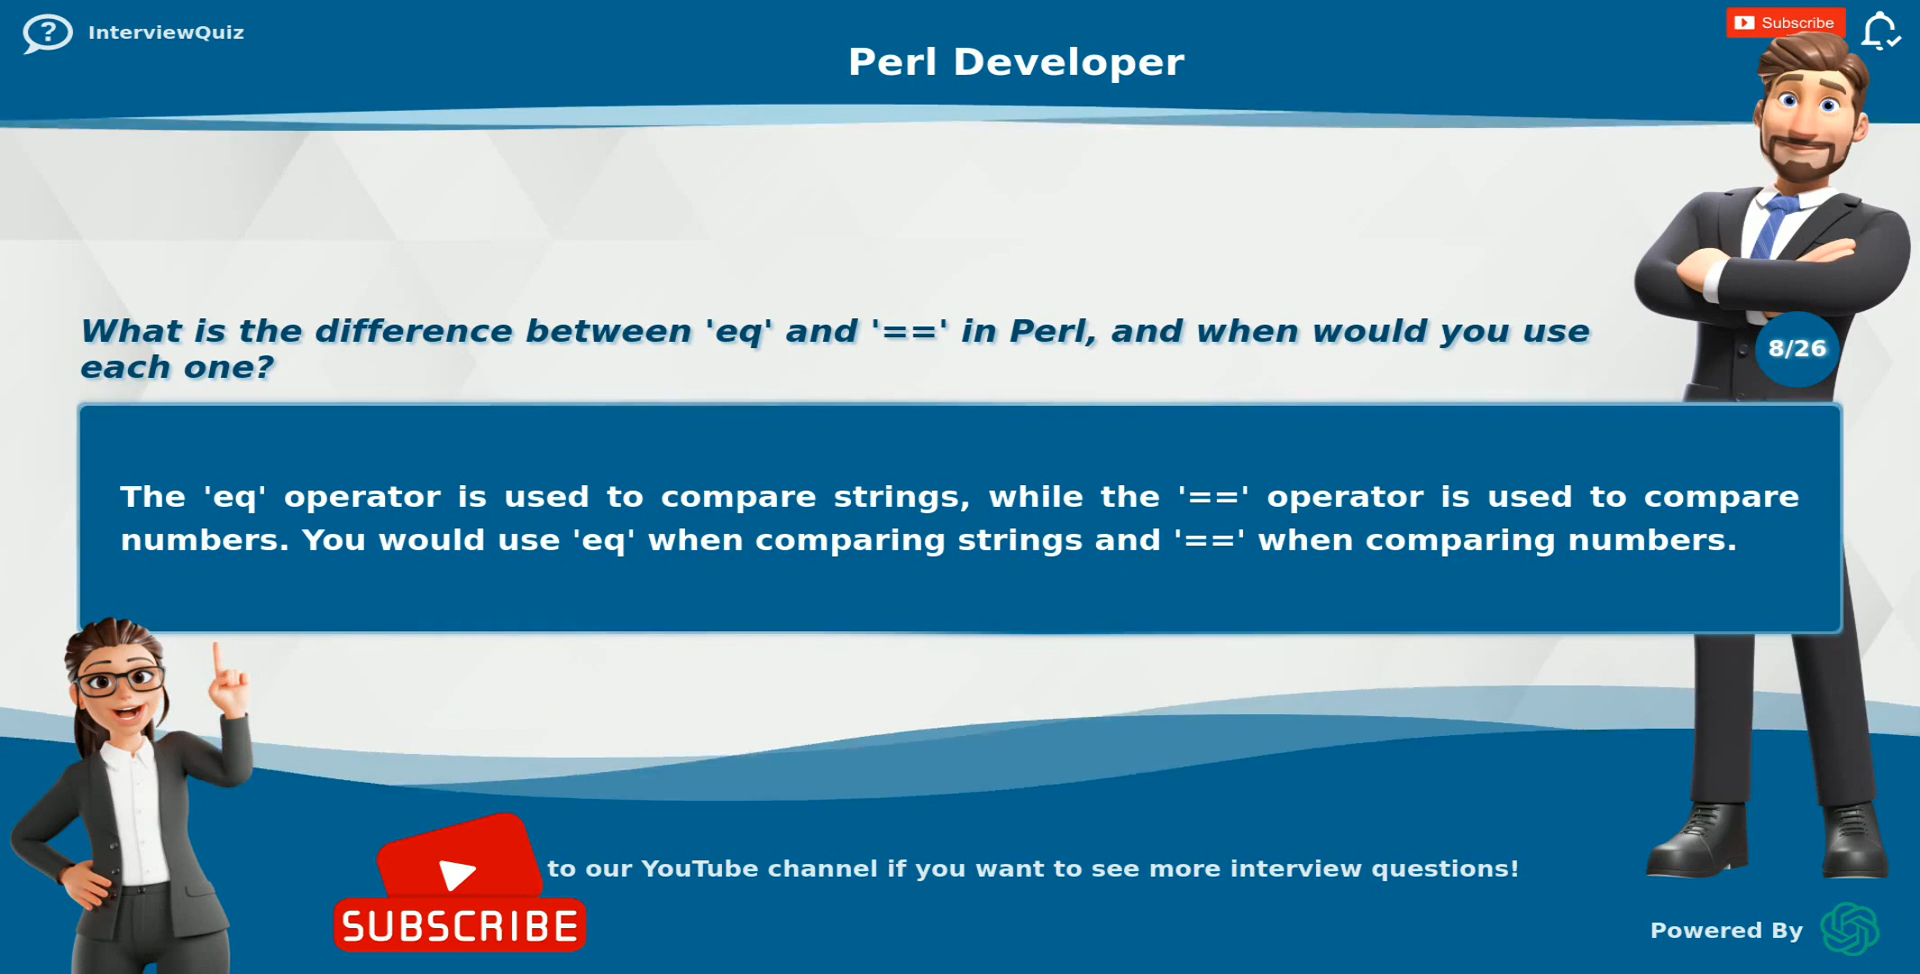 InterviewQuiz
Subscribe
Perl Developer
What is the difference between 'eq' and '==' in Perl, and when would you use
each one?
8/26
The 'eq' operator is used to compare strings, while the '==' operator is used to compare
numbers. You would use 'eq' when comparing strings and '==' when comparing numbers.
to our YouTube channel if you want to see more interview questions!
SUBSCRIBE
Powered By